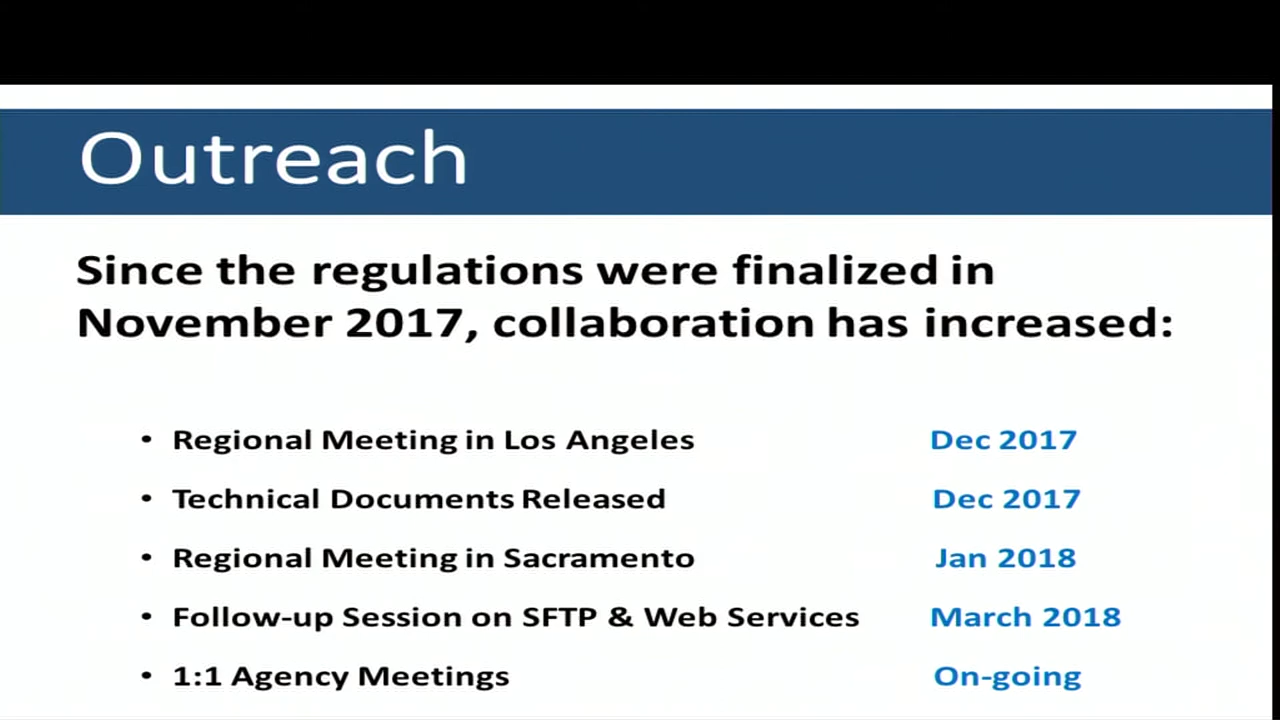 Outreach
Since the regulations were finalized in
November 2017, collaboration has increased:
• Regional Meeting in Los Angeles Dec 2017
• Technical Documents Released Dec 2017
• Regional Meeting in Sacramento Jan 2018
• Follow-up Session on SFTP & Web Services March 2018
• 1:1 Agency Meetings On-going